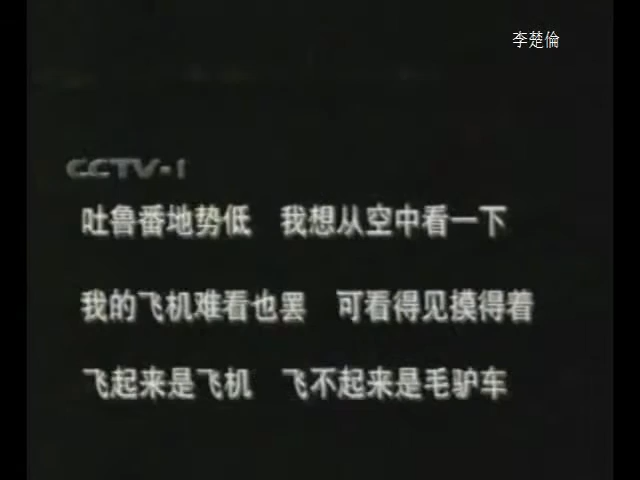 李楚倫
CCTV-1
吐鲁番地势低 我想从空中看一下
我的飞机难看也罢 可看得见摸得着
飞起来是飞机 飞不起来是毛驴车